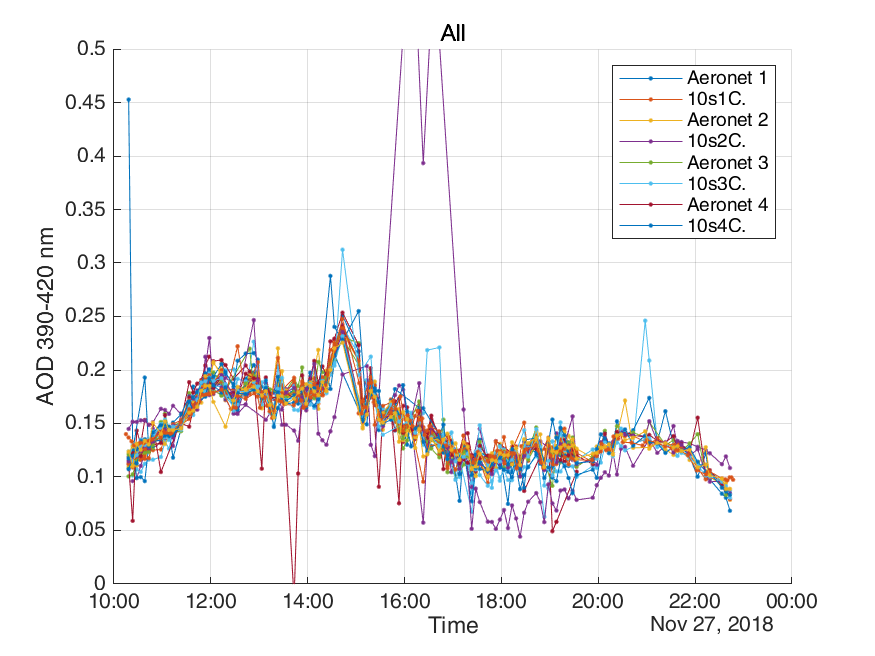 All
0.5
0.45
0.4
0.35
0.3
0.25
0.2
0.15
0.1
0.05
0
AOD 390-420 nm
Aeronet 1
10s1C.
Aeronet 2
10s2C.
Aeronet 3
10s3C.
Aeronet 4
10s4C.
10:00 12:00 14:00 16:00 18:00 20:00 22:00 00:00
Time
Nov 27, 2018